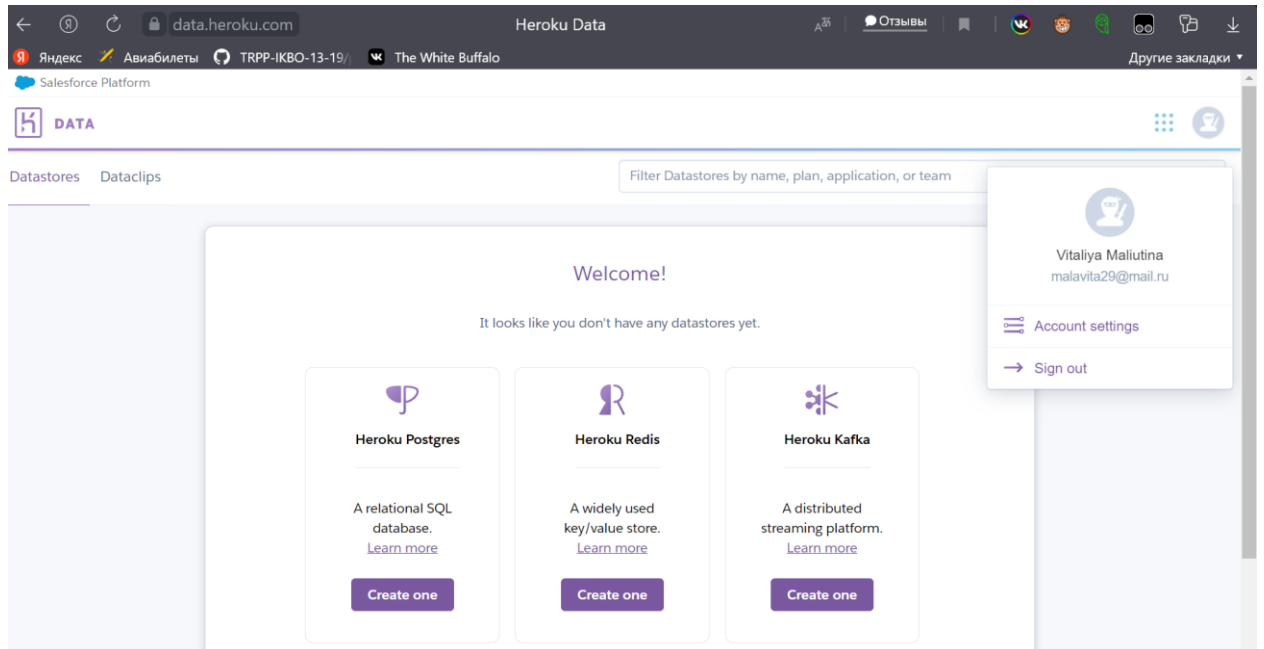 data.heroku.com
Heroku Data
Отзывы
Яндекс
Авиабилеты
TRPP-IKBO-13-19/
The White Buffalo
Другие закладки
Salesforce Platform
DATA
Datastores
Dataclips
Filter Datastores by name, plan, application, or team
Vitaliya Maliutina
malavita29@mail.ru
Account settings
Sign out
Welcome!
It looks like you don't have any datastores yet.
Heroku Postgres
A relational SQL
database.
Learn more
Create one
Heroku Redis
A widely used
key/value store.
Learn more
Create one
Heroku Kafka
A distributed
streaming platform.
Learn more
Create one